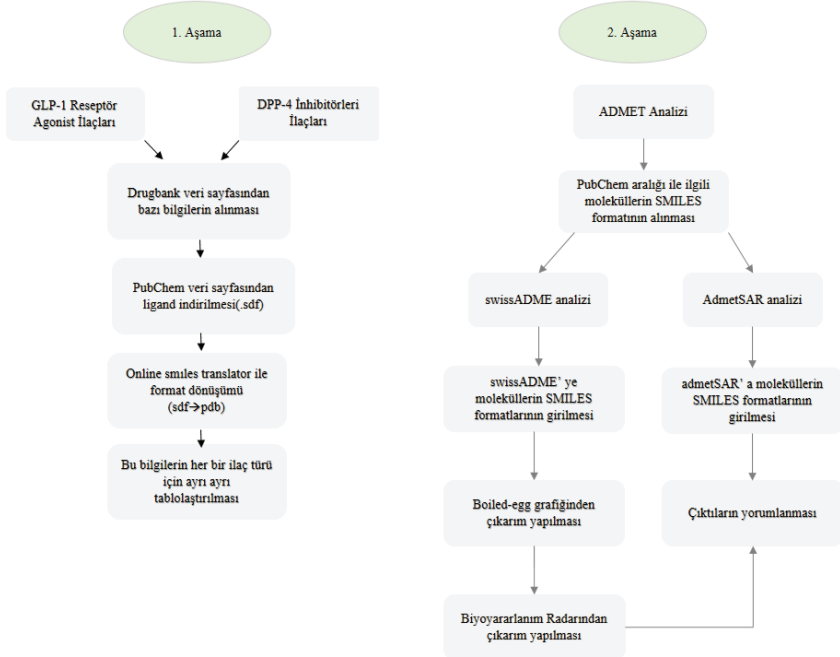 1. Aşama
GLP-1 Reseptör
Agonist İlaçları
DPP-4 İnhibitörleri
İlaçları
Drugbank veri sayfasından
bazı bilgilerin alınması
PubChem veri sayfasından
ligand indirilmesi(.sdf)
Online smıles translator ile
format dönüşümü
(sdf→pdb)
Bu bilgilerin her bir ilaç türü
için ayrı ayrı
tablolaştırılması
2. Aşama
ADMET Analizi
PubChem aralığı ile ilgili
moleküllerin SMILES
formatının alınması
swissADME analizi
AdmetSAR analizi
swissADME' ye
moleküllerin SMILES
formatlarının girilmesi
admetSAR' a moleküllerin
SMILES formatlarının
girilmesi
Boiled-egg grafiğinden
çıkarım yapılması
Çıktıların yorumlanması
Biyoyararlanım Radarından
çıkarım yapılması